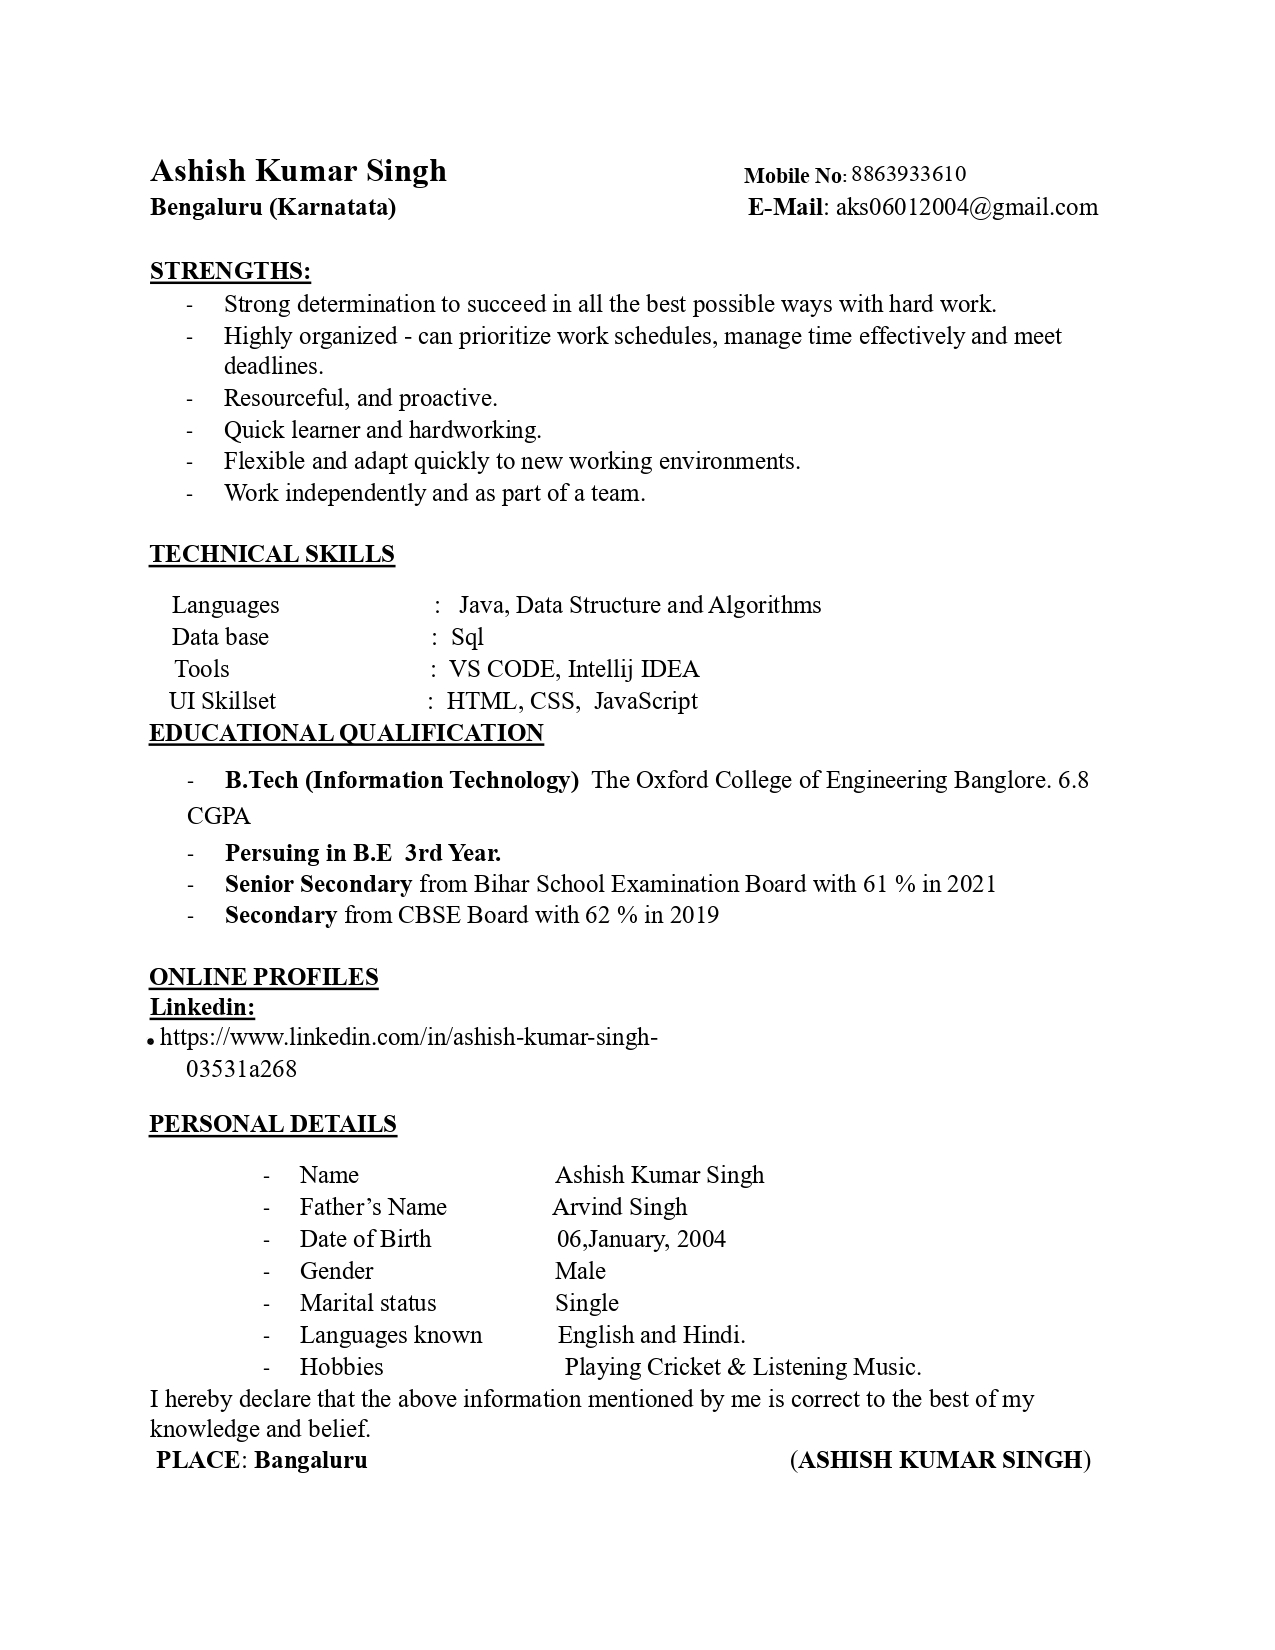 Ashish Kumar Singh Mobile No: 8863933610
Bengaluru (Karnatata) E-Mail: aks06012004@gmail.com
STRENGTHS:
- Strong determination to succeed in all the best possible ways with hard work.
- Highly organized - can prioritize work schedules, manage time effectively and meet
deadlines.
- Resourceful, and proactive.
- Quick learner and hardworking.
- Flexible and adapt quickly to new working environments.
- Work independently and as part of a team.
TECHNICAL SKILLS
Languages : Java, Data Structure and Algorithms
Data base : Sql
Tools : VS CODE, Intellij IDEA
UI Skillset : HTML, CSS, JavaScript
EDUCATIONAL QUALIFICATION
- B.Tech (Information Technology) The Oxford College of Engineering Banglore. 6.8
CGPA
- Persuing in B.E 3rd Year.
- Senior Secondary from Bihar School Examination Board with 61 % in 2021
- Secondary from CBSE Board with 62 % in 2019
ONLINE PROFILES
Linkedin:
• https://www.linkedin.com/in/ashish-kumar-singh-
03531a268
PERSONAL DETAILS
- Name Ashish Kumar Singh
- Father’s Name Arvind Singh
- Date of Birth 06,January, 2004
- Gender Male
- Marital status Single
- Languages known English and Hindi.
- Hobbies Playing Cricket & Listening Music.
I hereby declare that the above information mentioned by me is correct to the best of my
knowledge and belief.
PLACE: Bangaluru (ASHISH KUMAR SINGH)